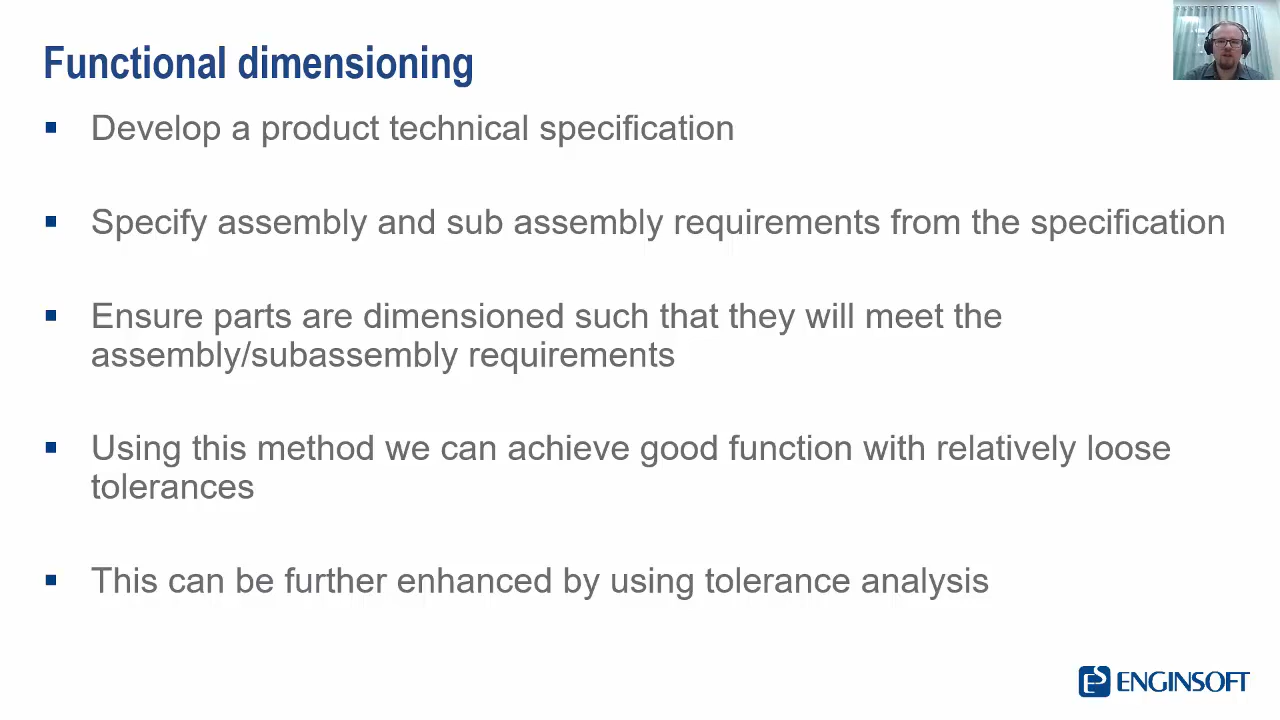 Functional dimensioning
Develop a product technical specification
Specify assembly and sub assembly requirements from the specification
Ensure parts are dimensioned such that they will meet the
assembly/subassembly requirements
Using this method we can achieve good function with relatively loose
tolerances
This can be further enhanced by using tolerance analysis
ENGINSOFT